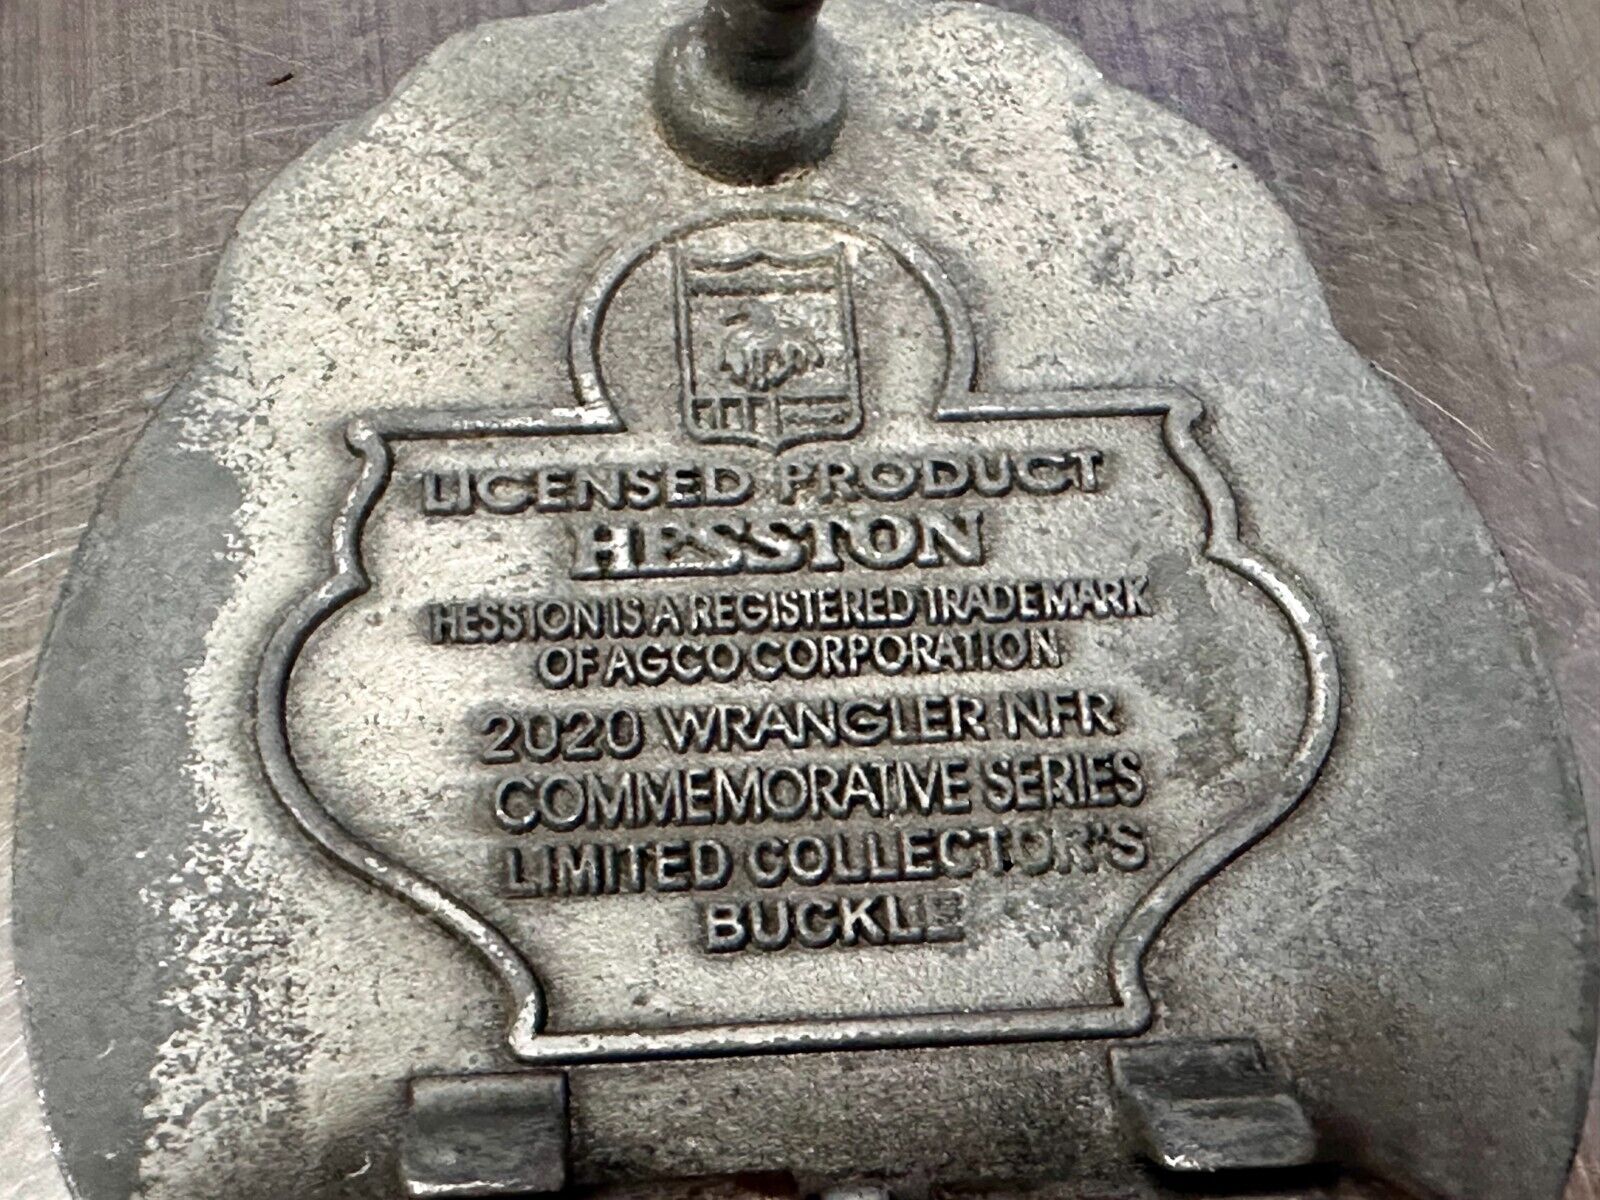 LICENSED PRODUCT
HESSTON
HESSTON IS A REGISTERED TRADEMARK
OF AGCO CORPORATION
2020 WRANGLER NFR
COMMEMORATIVE SERIES
LIMITED COLLECTOR'S
BUCKLE